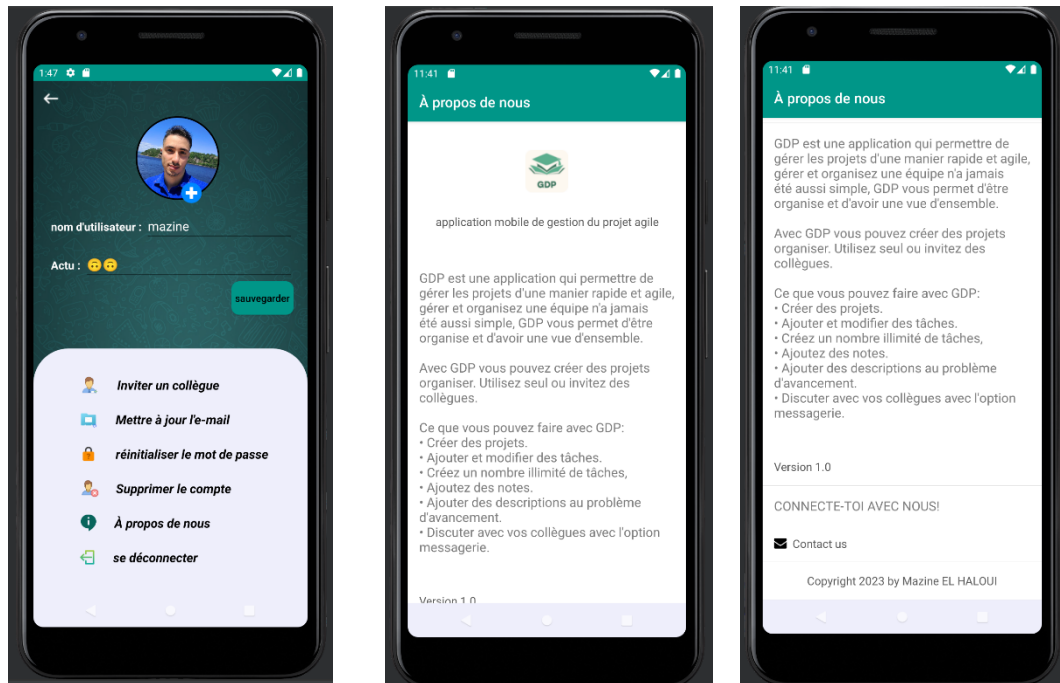 1:47
nom d'utilisateur : mazine
Actu : 🙃🙃
sauvegarder
Inviter un collègue
Mettre à jour l'e-mail
réinitialiser le mot de passe
Supprimer le compte
À propos de nous
se déconnecter
11:41
À propos de nous
GDP
application mobile de gestion du projet agile
GDP est une application qui permettre de
gérer les projets d'une manier rapide et agile,
gérer et organisez une équipe n'a jamais
été aussi simple, GDP vous permet d'être
organise et d'avoir une vue d'ensemble.
Avec GDP vous pouvez créer des projets
organiser. Utilisez seul ou invitez des
collègues.
Ce que vous pouvez faire avec GDP:
• Créer des projets.
• Ajouter et modifier des tâches.
• Créez un nombre illimité de tâches,
• Ajoutez des notes.
• Ajouter des descriptions au problème
d'avancement.
• Discuter avec vos collègues avec l'option
messagerie.
Version 1.0
11:41
À propos de nous
GDP est une application qui permettre de
gérer les projets d'une manier rapide et agile,
gérer et organisez une équipe n'a jamais
été aussi simple, GDP vous permet d'être
organise et d'avoir une vue d'ensemble.
Avec GDP vous pouvez créer des projets
organiser. Utilisez seul ou invitez des
collègues.
Ce que vous pouvez faire avec GDP:
• Créer des projets.
• Ajouter et modifier des tâches.
• Créez un nombre illimité de tâches,
• Ajoutez des notes.
• Ajouter des descriptions au problème
d'avancement.
• Discuter avec vos collègues avec l'option
messagerie.
Version 1.0
CONNECTE-TOI AVEC NOUS!
Contact us
Copyright 2023 by Mazine EL HALOUI